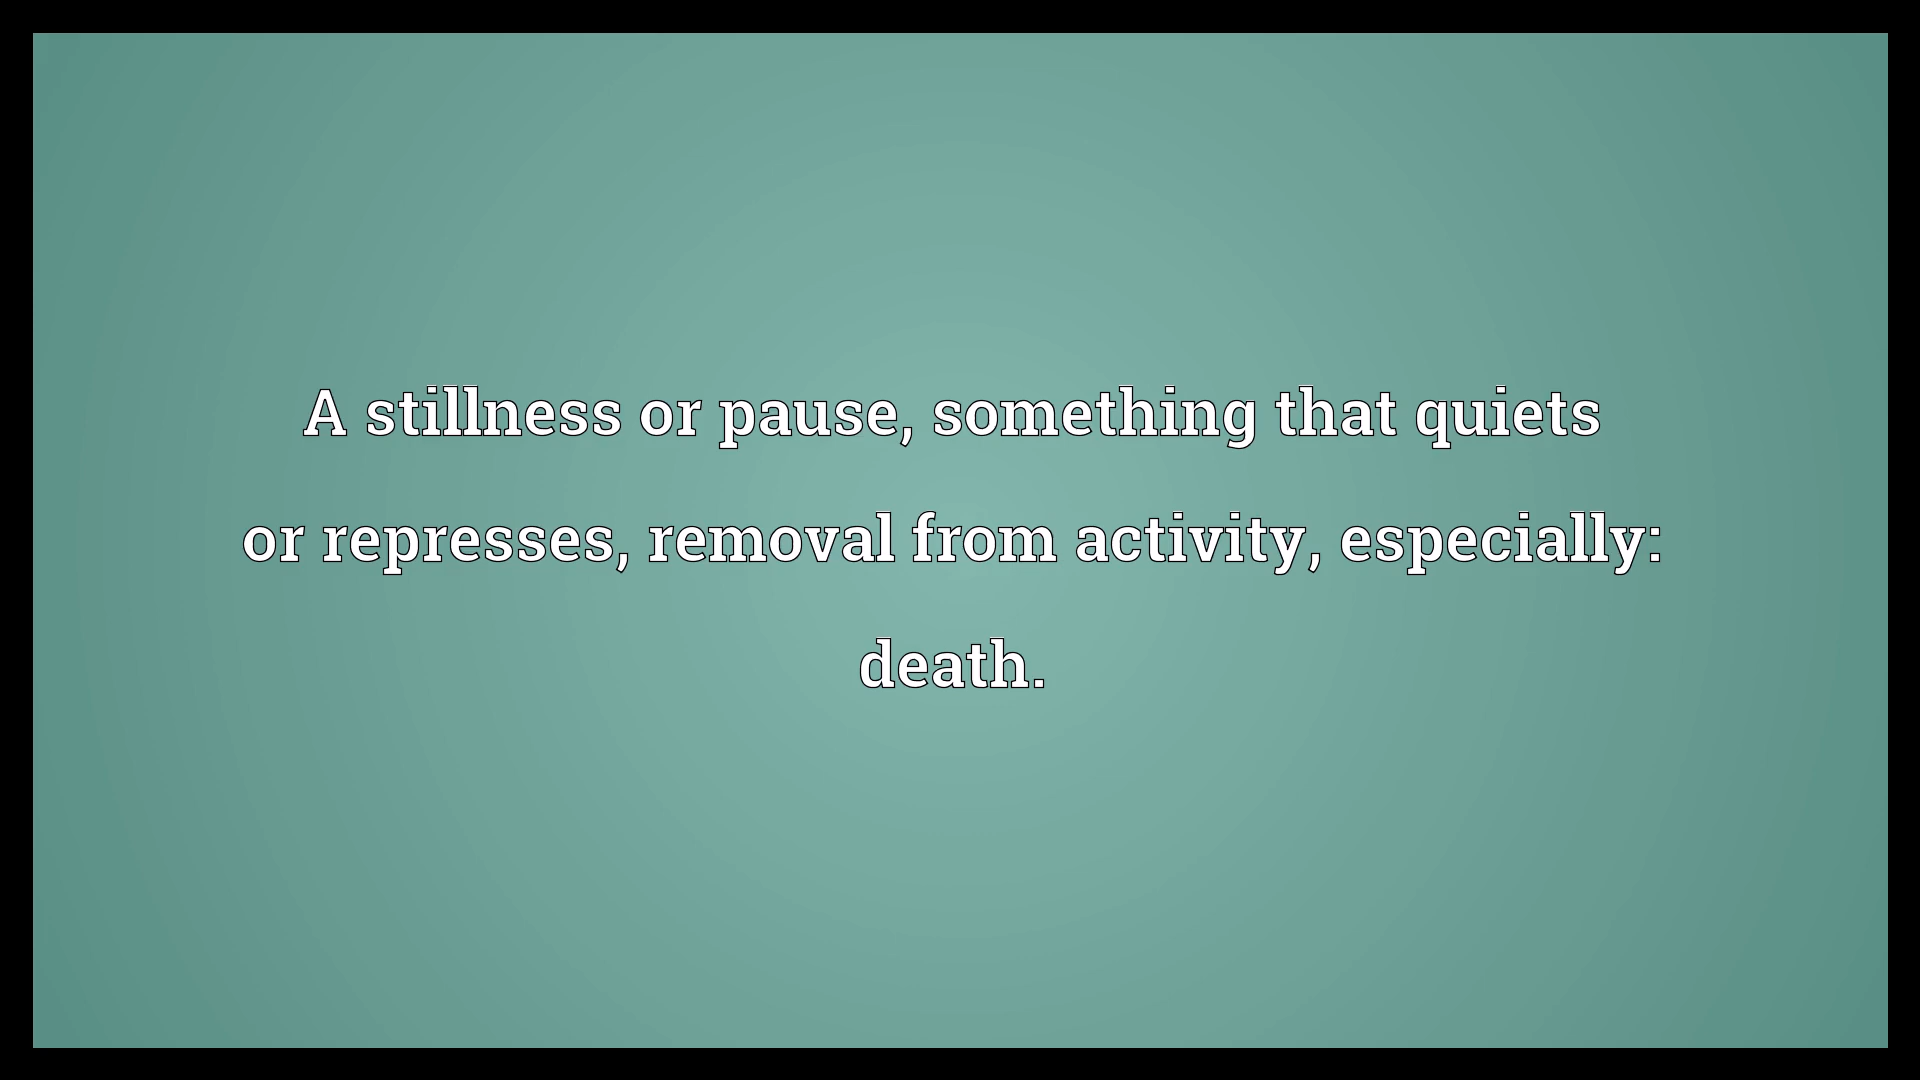 A stillness or pause, something that quiets
or represses, removal from activity, especially:
death.